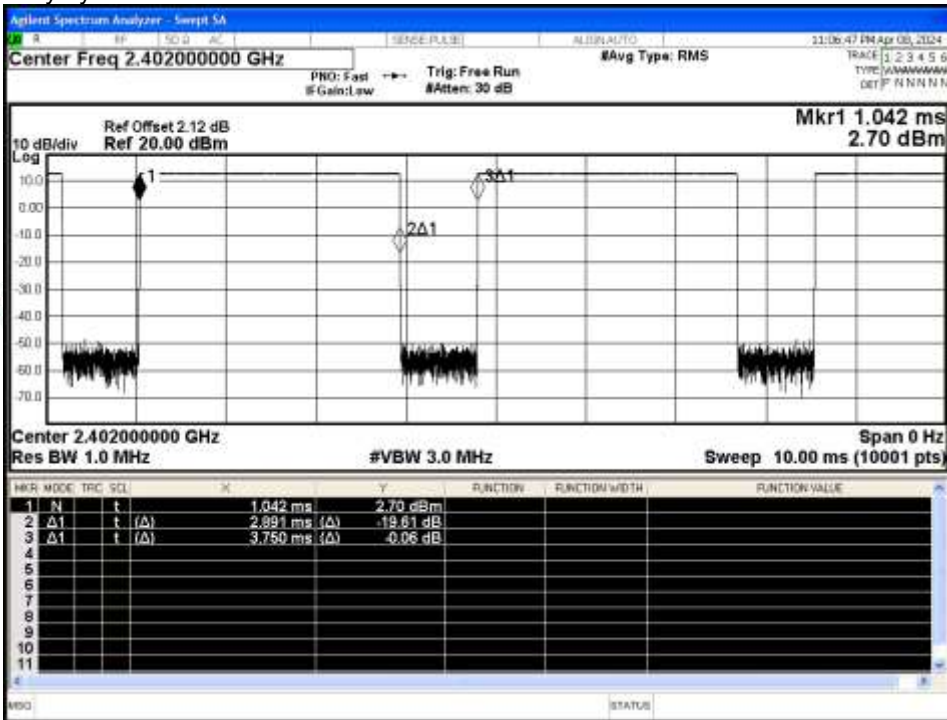 Agilent Spectrum Analyzer - Swept SA
R RF 50 Ω AC SENSE:PULSE ALIGN AUTO 11:06:47 PM Apr 08, 2024
Center Freq 2.402000000 GHz
PNO: Fast
IFGain:Low
Trig: Free Run
#Atten: 30 dB
#Avg Type: RMS
TRACE 1 2 3 4 5 6
TYPE
DET P N N N N N
Mkr1 1.042 ms
2.70 dBm
Ref Offset 2.12 dB
10 dB/div Ref 20.00 dBm
Log
10.0
0.00
-10.0
-20.0
-30.0
-40.0
-50.0
-60.0
-70.0
1
2Δ1
3Δ1
Center 2.402000000 GHz Span 0 Hz
Res BW 1.0 MHz #VBW 3.0 MHz Sweep 10.00 ms (10001 pts)
MKR MODE TRC SCL X Y FUNCTION FUNCTION WIDTH FUNCTION VALUE
1 N t 1.042 ms 2.70 dBm
2 Δ1 t (Δ) 2.891 ms (Δ) -19.61 dB
3 Δ1 t (Δ) 3.750 ms (Δ) -0.06 dB
4
5
6
7
8
9
10
11
MSG STATUS